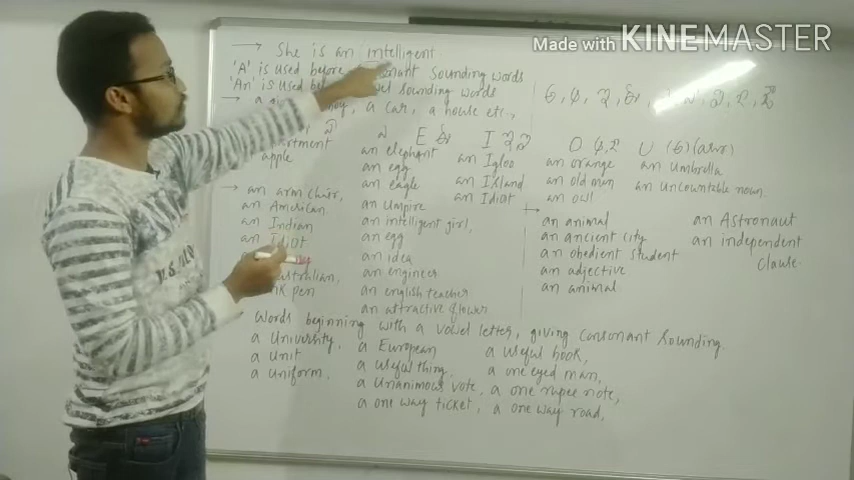 Made with KINEMASTER
→ She is an intelligent.
'A' is used before sounding words
'An' is used sounding words
→ a , a car, a house etc.,
E I O U
apple
an elephant
an egg
an eagle
an Igloo
an Island
an Idiot
an orange
an old man
an owl
an umbrella
an uncountable noun.
→ an arm chair,
an American
an Indian
an Idiot
pen
an umpire
an intelligent girl,
an egg
an idea
an engineer
an english teacher
an attractive flower
→ an animal
an ancient city
an obedient student
an adjective
an animal
an Astronaut
an independent
clause
Words beginning with a vowel letter, giving consonant sounding.
a University, a European a useful book,
a Unit a useful thing, a one eyed man,
a Uniform. a Unanimous vote, a one rupee note,
a one way ticket, a one way road,